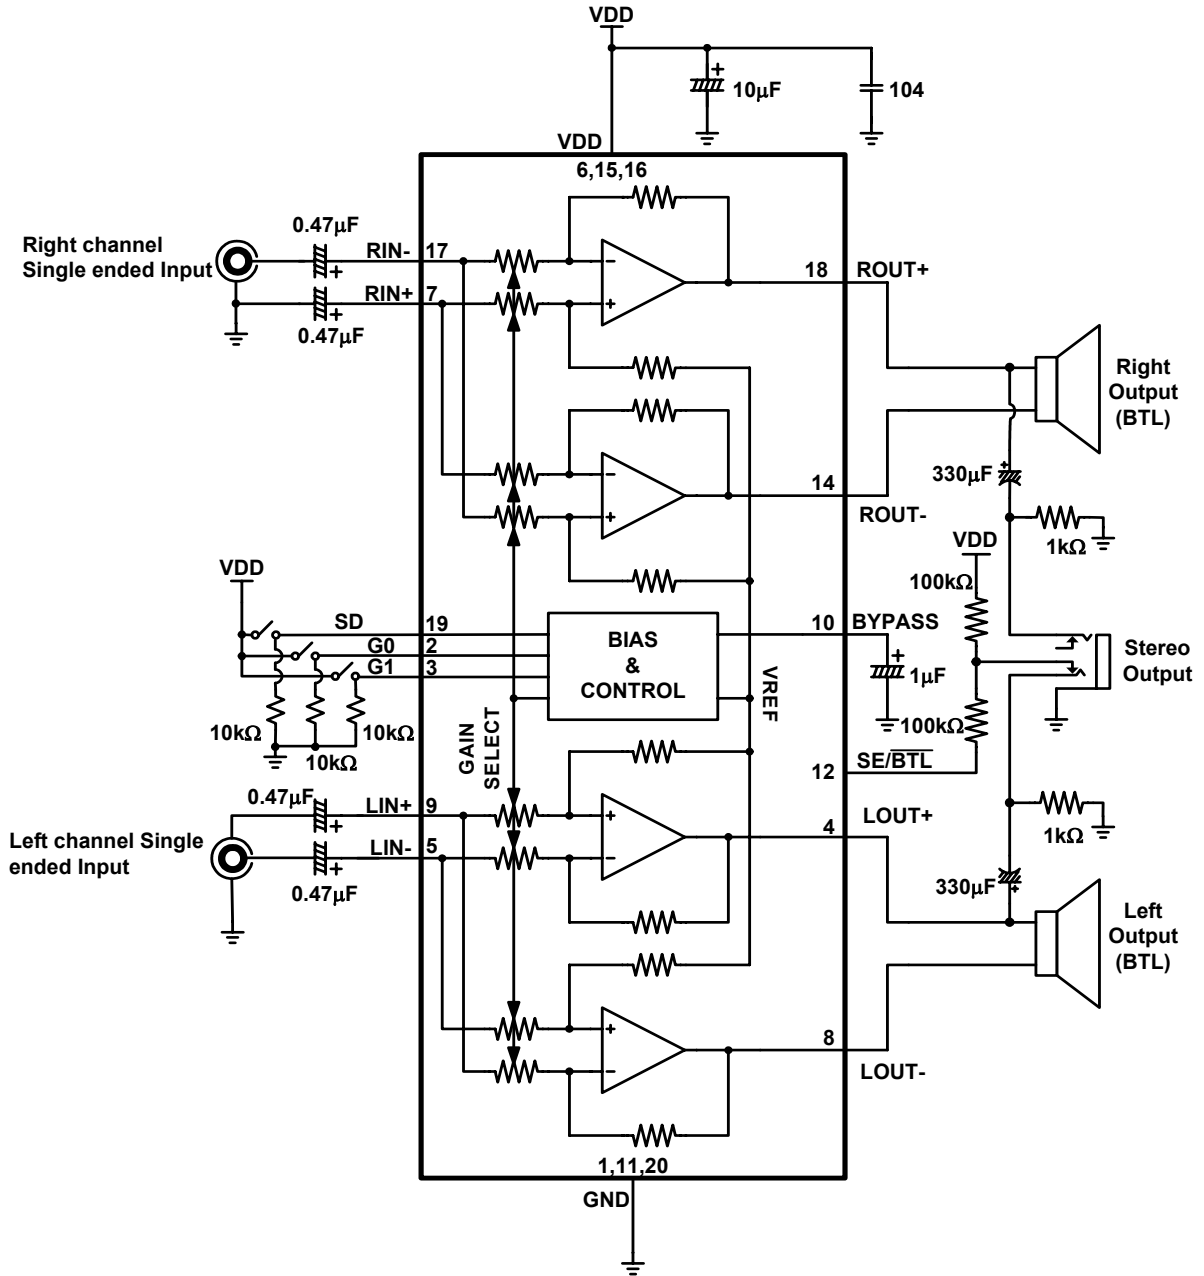 VDD
10μF
104
VDD
6,15,16
0.47μF
Right channel
Single ended Input
RIN-
17
RIN+
7
0.47μF
−
+
18
ROUT+
Right
Output
(BTL)
−
+
14
ROUT-
330μF
1kΩ
VDD
100kΩ
VDD
SD
19
G0
2
G1
3
BIAS
&
CONTROL
10
BYPASS
1μF
Stereo
Output
10kΩ
10kΩ
10kΩ
GAIN
SELECT
VREF
100kΩ
12
SE/BTL
0.47μF
LIN+
9
Left channel Single
ended Input
LIN-
5
0.47μF
+
−
4
LOUT+
1kΩ
330μF
Left
Output
(BTL)
+
−
8
LOUT-
1,11,20
GND